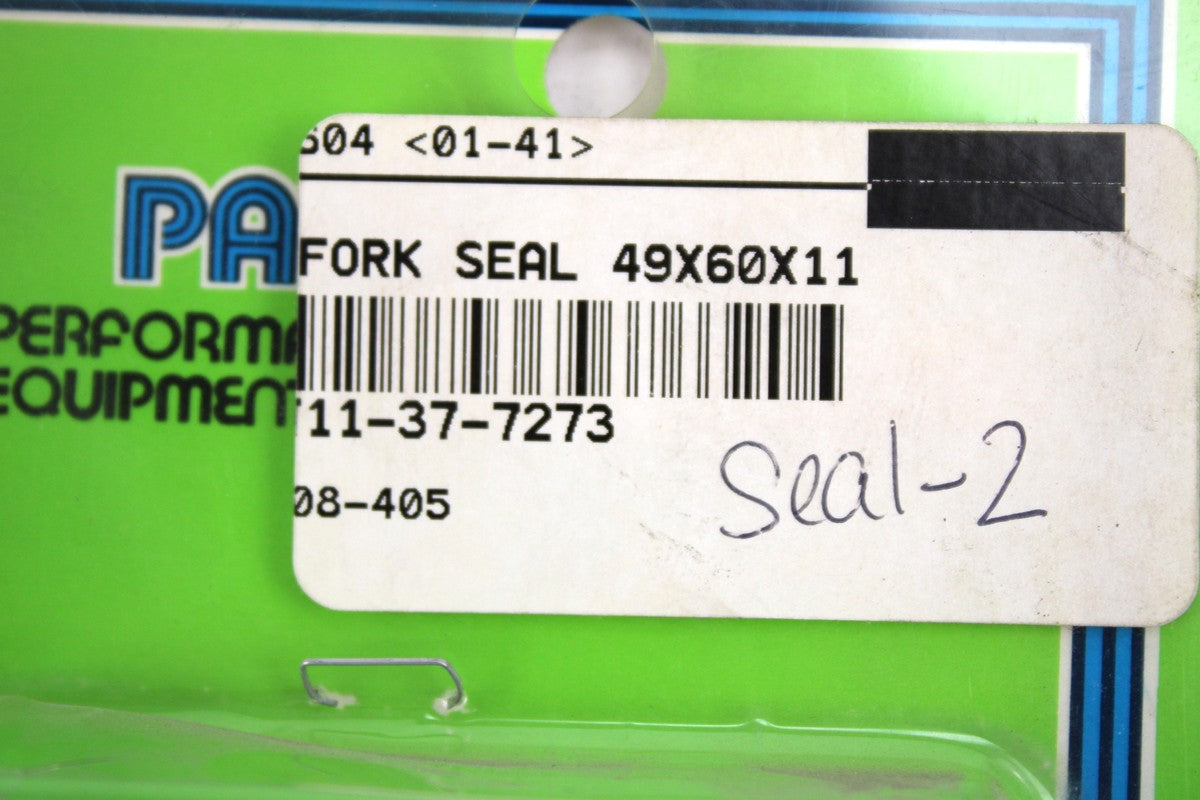 604 <01-41>
PA
FORK SEAL 49X60X11
PERFORMA
EQUIPMENT
11-37-7273
08-405
Seal-2